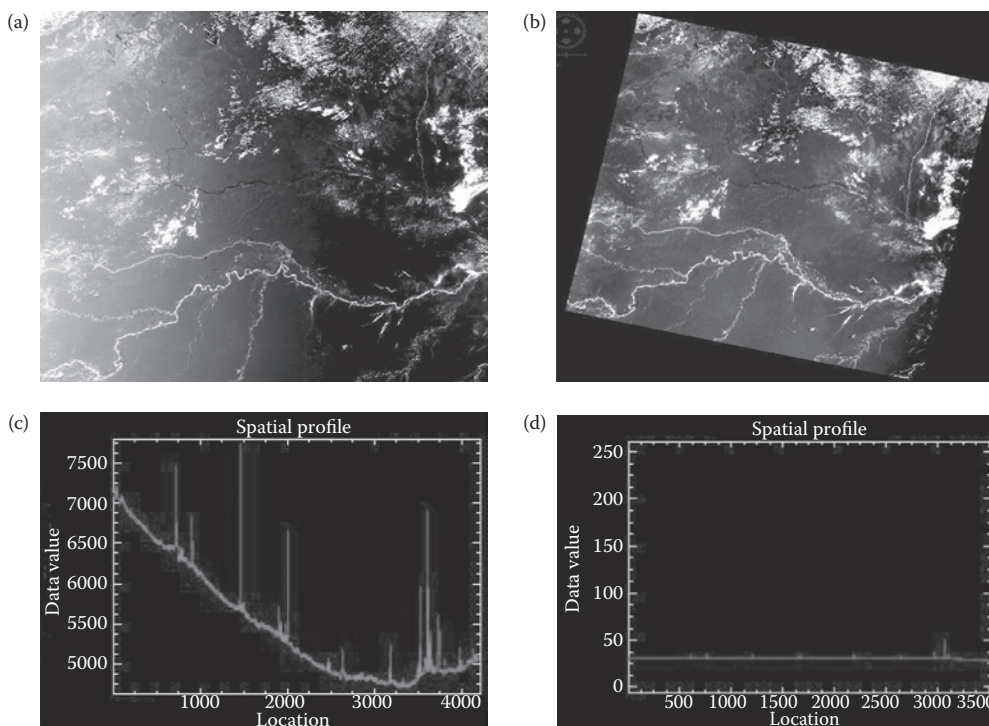 (a)
(b)
(c)
Spatial profile
Data value
7500
7000
6500
6000
5500
5000
1000
2000
3000
4000
Location
(d)
Spatial profile
Data value
250
200
150
100
50
0
500
1000
1500
2000
2500
3000
3500
Location